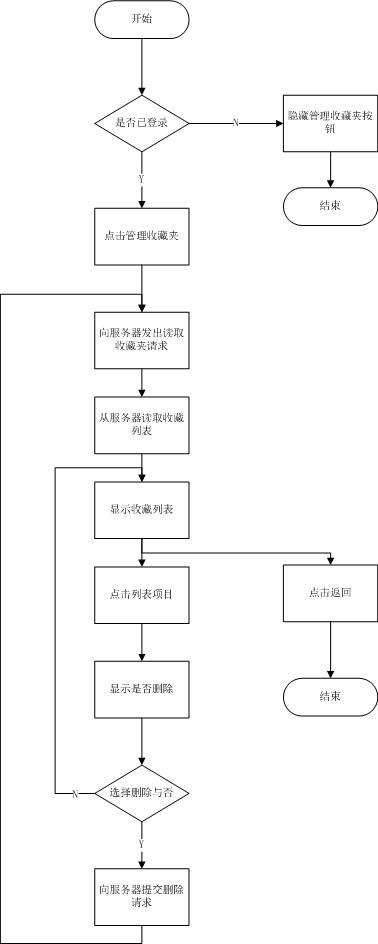 开始
是否已登录
N
隐藏管理收藏夹按
钮
Y
结束
点击管理收藏夹
向服务器发出读取
收藏夹请求
从服务器读取收藏
列表
显示收藏列表
点击列表项目
点击返回
显示是否删除
结束
选择删除与否
N
Y
向服务器提交删除
请求